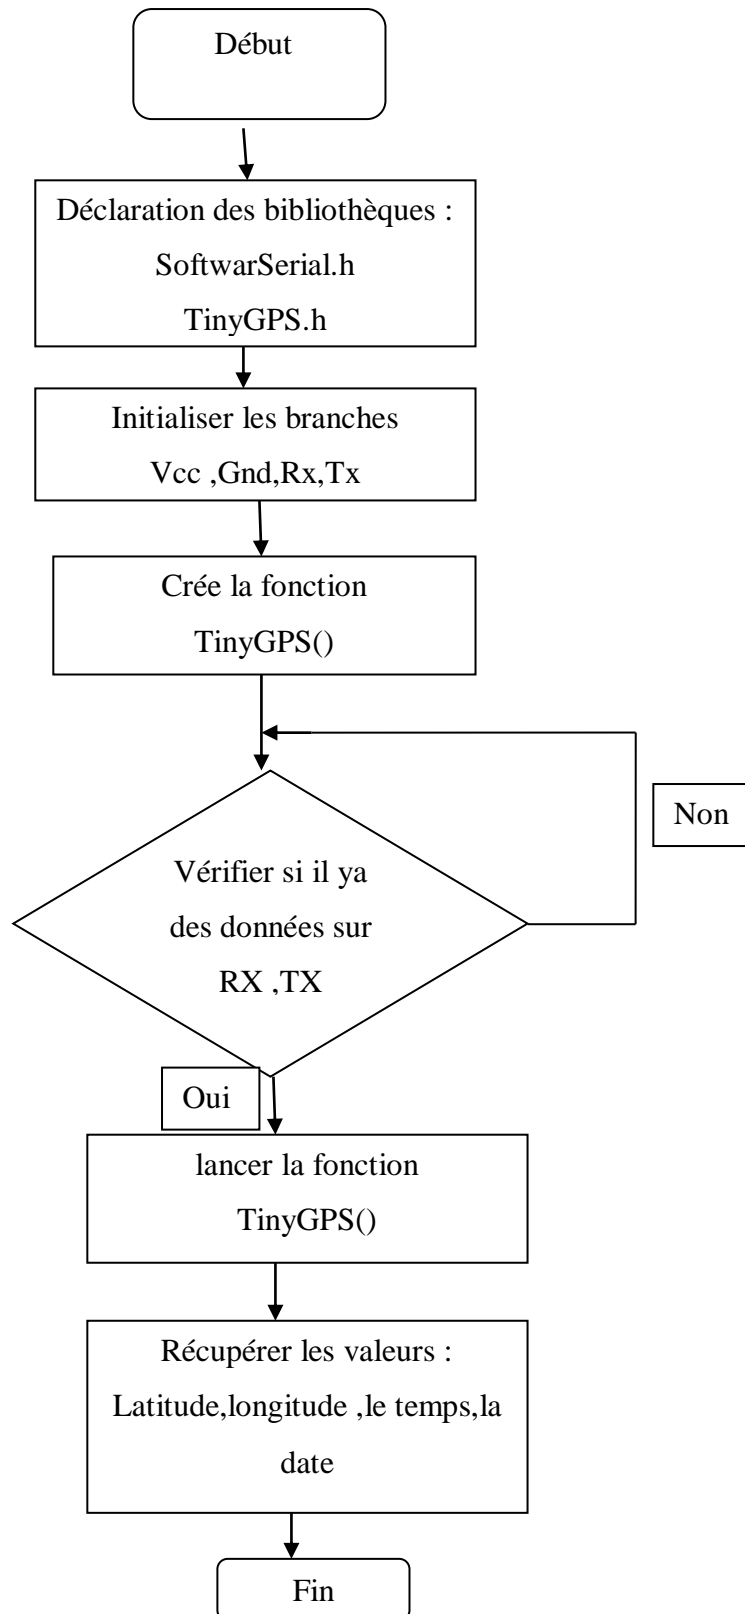 Début
Déclaration des bibliothèques :
SoftwarSerial.h
TinyGPS.h
Initialiser les branches
Vcc ,Gnd,Rx,Tx
Crée la fonction
TinyGPS()
Non
Vérifier si il ya
des données sur
RX ,TX
Oui
lancer la fonction
TinyGPS()
Récupérer les valeurs :
Latitude,longitude ,le temps,la
date
Fin